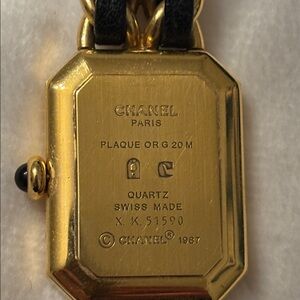 CHANEL
PARIS
PLAQUE OR G 20 M
QUARTZ
SWISS MADE
X. K. 51590
© CHANEL® 1987